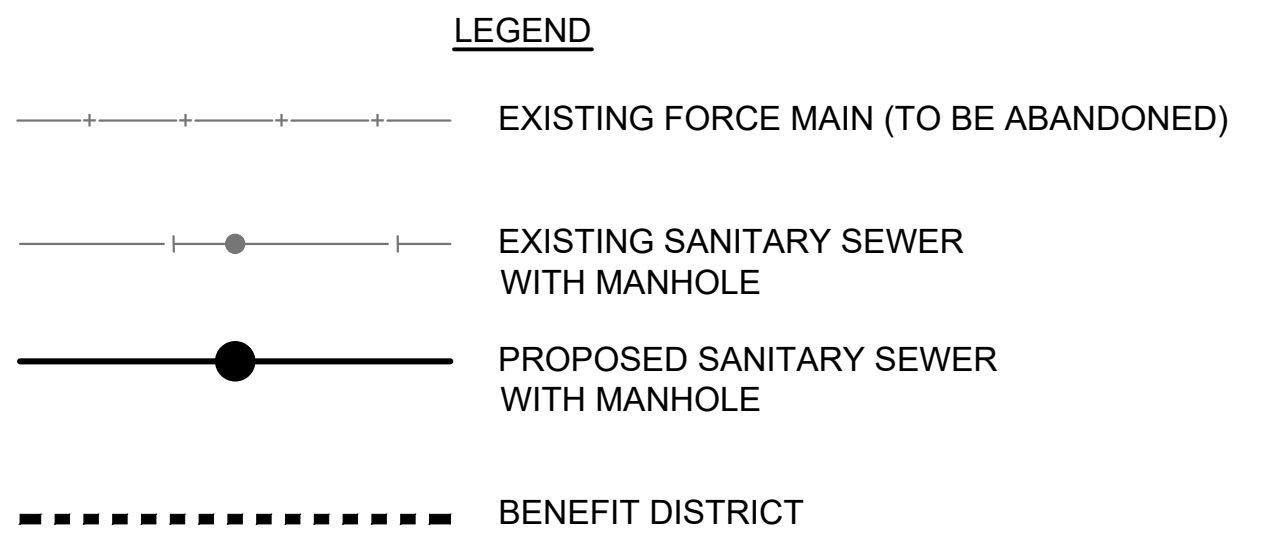 LEGEND
EXISTING FORCE MAIN (TO BE ABANDONED)
EXISTING SANITARY SEWER
WITH MANHOLE
PROPOSED SANITARY SEWER
WITH MANHOLE
BENEFIT DISTRICT